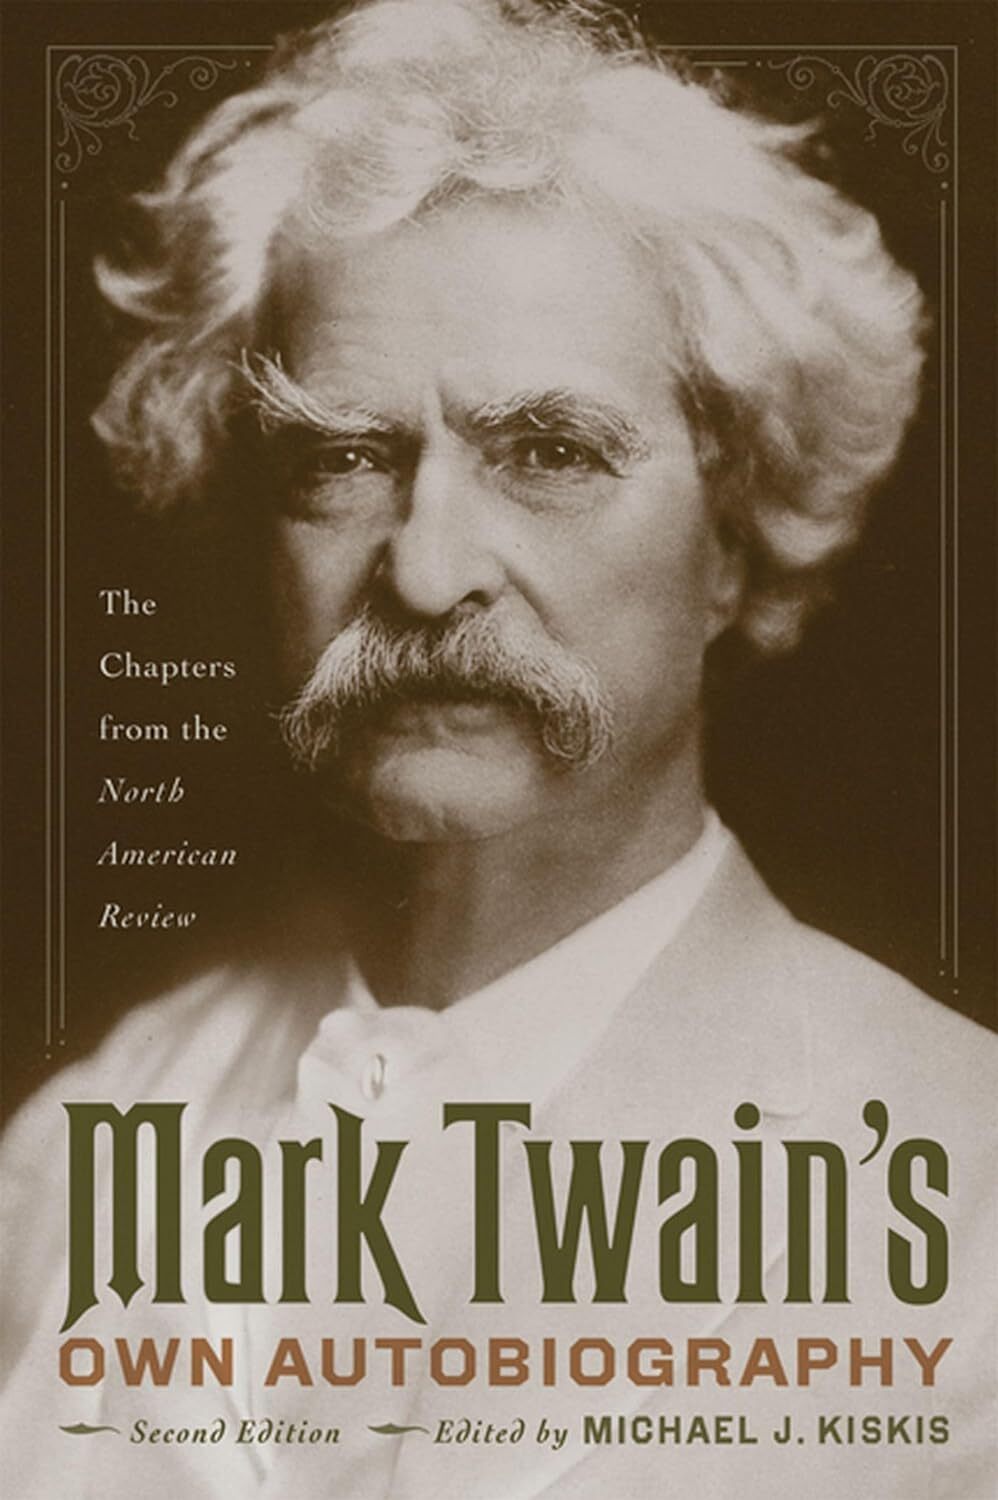 The
Chapters
from the
North
American
Review
Mark Twain's
OWN AUTOBIOGRAPHY
Second Edition Edited by MICHAEL J. KISKIS